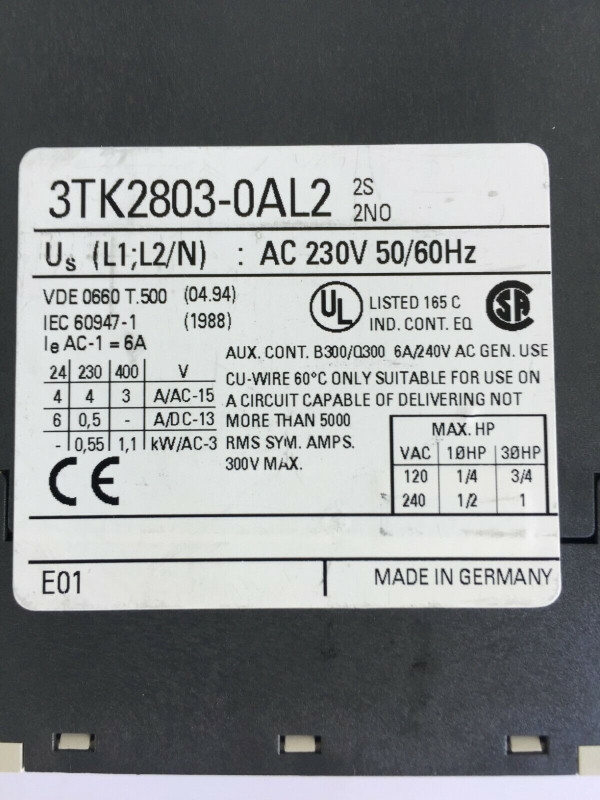 3TK2803-0AL2 2S
2NO
Us (L1;L2/N) : AC 230V 50/60Hz
VDE 0660 T.500 (04.94)
IEC 60947-1 (1988)
Ie AC-1 = 6A
UL LISTED 165 C
IND. CONT. EQ
SA
AUX. CONT. B300/Q300 6A/240V AC GEN. USE
CU-WIRE 60°C ONLY SUITABLE FOR USE ON
A CIRCUIT CAPABLE OF DELIVERING NOT
MORE THAN 5000
RMS SYM. AMPS.
300V MAX.
24 230 400 V
4 4 3 A/AC-15
6 0,5 - A/DC-13
- 0,55 1,1 kW/AC-3
MAX. HP
VAC 1ØHP 3ØHP
120 1/4 3/4
240 1/2 1
CE
E01
MADE IN GERMANY